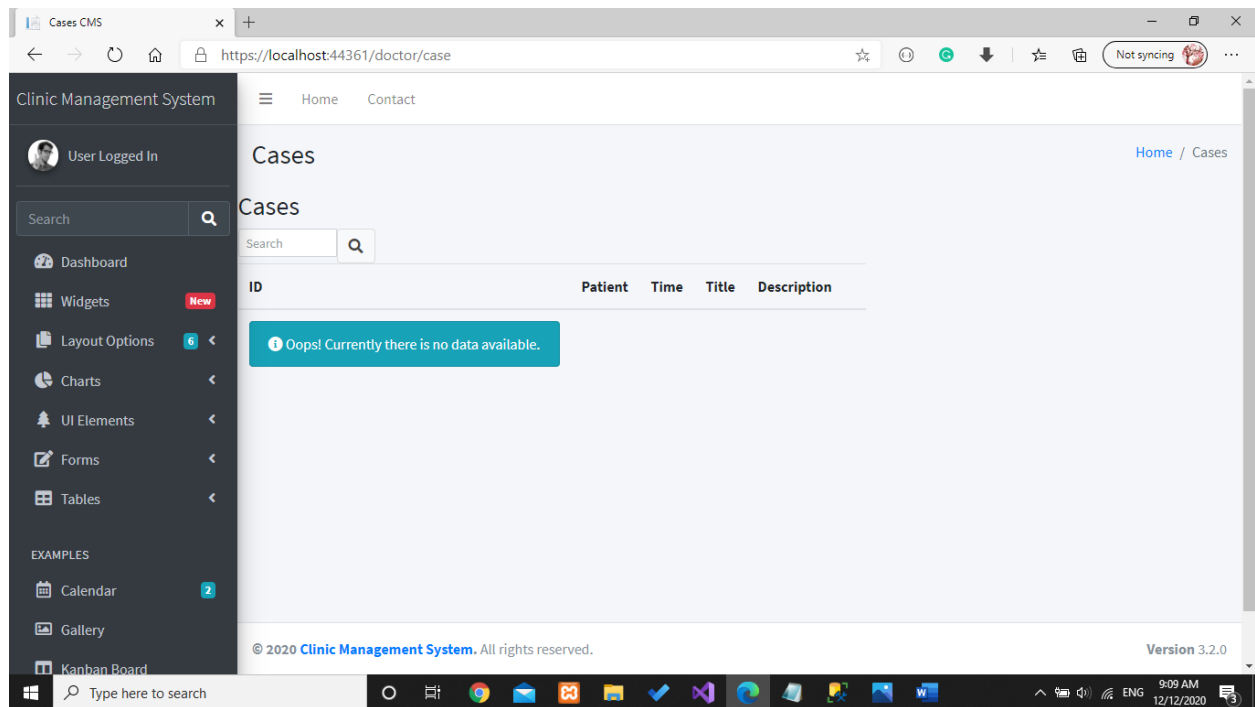 Cases CMS
https://localhost:44361/doctor/case
Not syncing
Clinic Management System
Home Contact
User Logged In
Cases
Home / Cases
Search
Cases
Search
Dashboard
ID Patient Time Title Description
Widgets New
Layout Options 6
Oops! Currently there is no data available.
Charts
UI Elements
Forms
Tables
EXAMPLES
Calendar 2
Gallery
Kanban Board
© 2020 Clinic Management System. All rights reserved.
Version 3.2.0
Type here to search
ENG
9:09 AM
12/12/2020
3